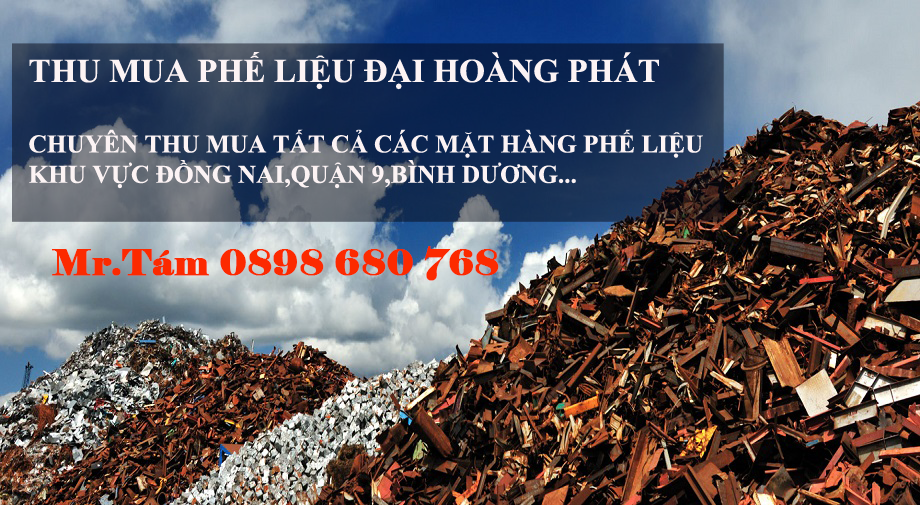 THU MUA PHẾ LIỆU ĐẠI HOÀNG PHÁT
CHUYÊN THU MUA TẤT CẢ CÁC MẶT HÀNG PHẾ LIỆU
KHU VỰC ĐỒNG NAI,QUẬN 9,BÌNH DƯƠNG...
Mr.Tám 0898 680 768